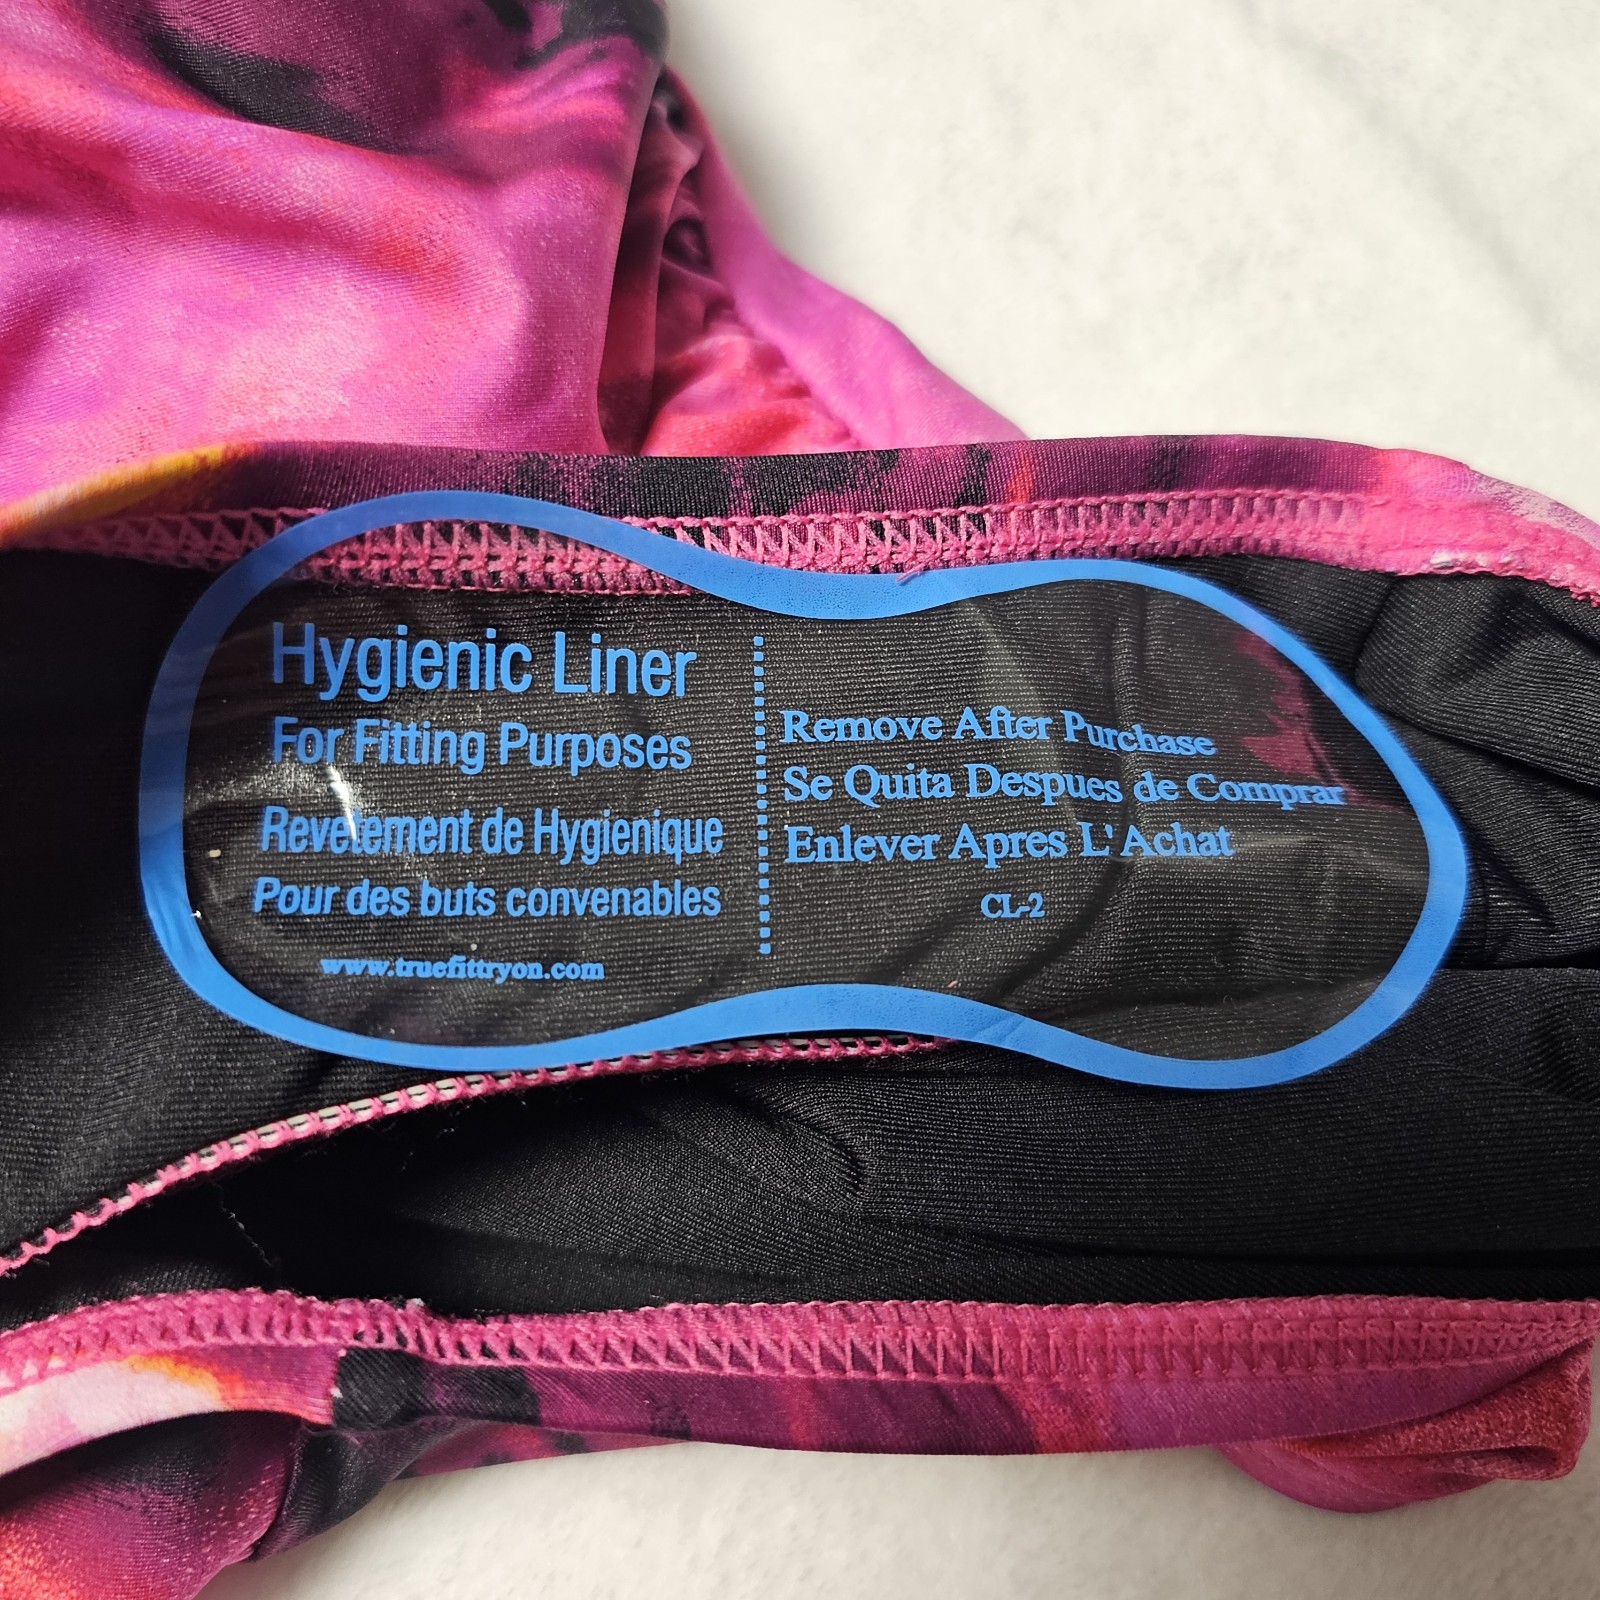 Hygienic Liner
For Fitting Purposes
Revetement de Hygienique
Pour des buts convenables
www.truefittryon.com
Remove After Purchase
Se Quita Despues de Comprar
Enlever Apres L'Achat
CL-2